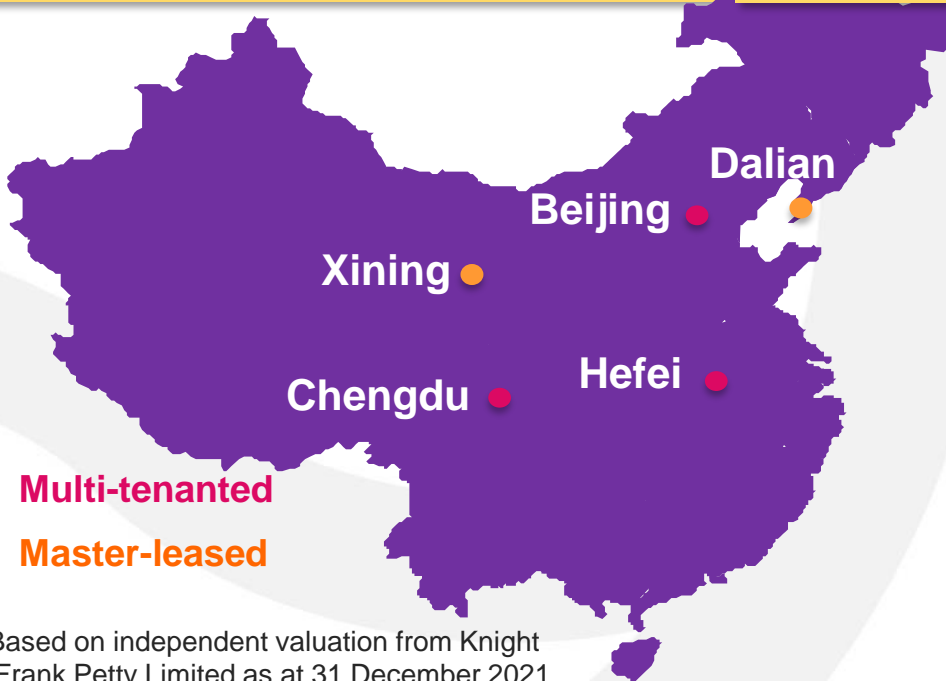 Dalian
Beijing
Xining
Hefei
Chengdu
Multi-tenanted
Master-leased
Based on independent valuation from Knight
Frank Petty Limited as at 31 December 2021